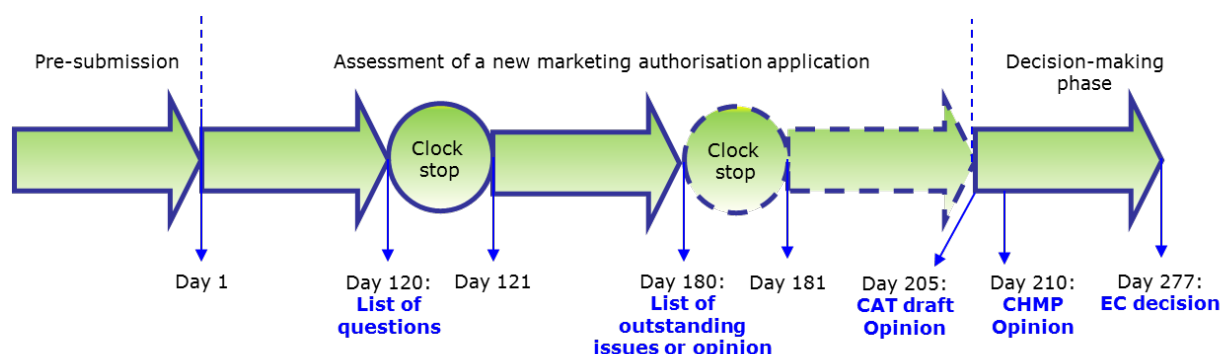 Pre-submission
Assessment of a new marketing authorisation application
Decision-making
phase
Clock
stop
Clock
stop
Day 1
Day 120:
List of
questions
Day 121
Day 180:
List of
outstanding
issues or opinion
Day 181
Day 205:
CAT draft
Opinion
Day 210:
CHMP
Opinion
Day 277:
EC decision